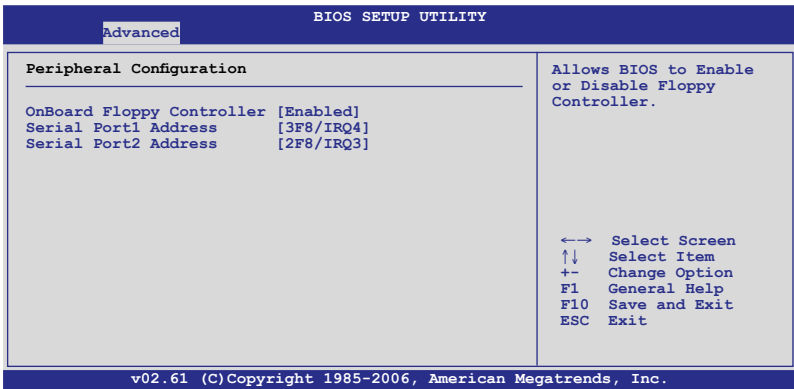 BIOS SETUP UTILITY
Advanced
Peripheral Configuration
OnBoard Floppy Controller [Enabled]
Serial Port1 Address [3F8/IRQ4]
Serial Port2 Address [2F8/IRQ3]
Allows BIOS to Enable
or Disable Floppy
Controller.
←→ Select Screen
↑↓ Select Item
+- Change Option
F1 General Help
F10 Save and Exit
ESC Exit
v02.61 (C)Copyright 1985-2006, American Megatrends, Inc.